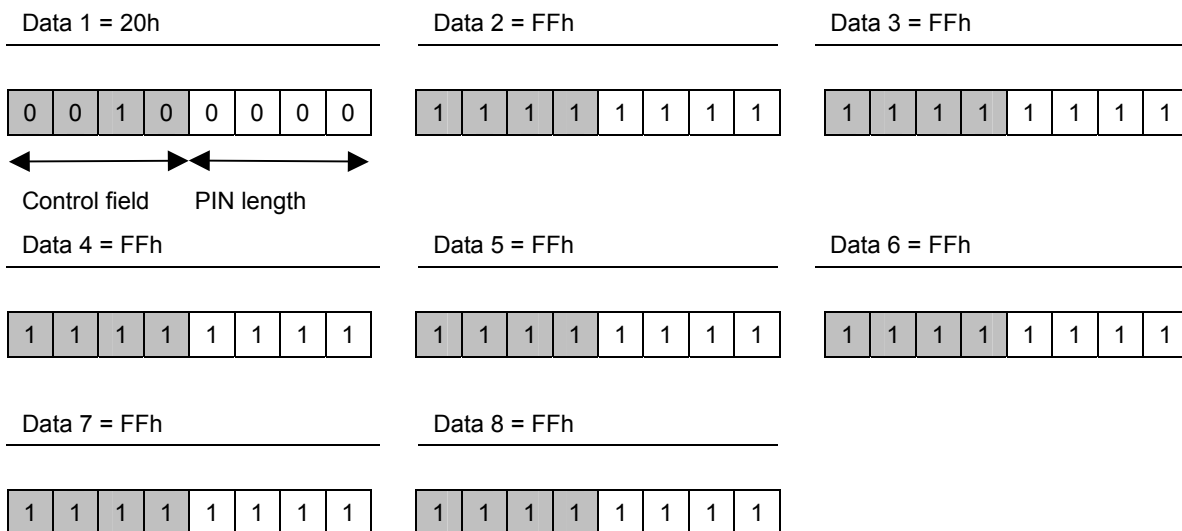 Data 1 = 20h Data 2 = FFh Data 3 = FFh
0 0 1 0 0 0 0 0 1 1 1 1 1 1 1 1 1 1 1 1 1 1 1 1
Control field PIN length
Data 4 = FFh Data 5 = FFh Data 6 = FFh
1 1 1 1 1 1 1 1 1 1 1 1 1 1 1 1 1 1 1 1 1 1 1 1
Data 7 = FFh Data 8 = FFh
1 1 1 1 1 1 1 1 1 1 1 1 1 1 1 1